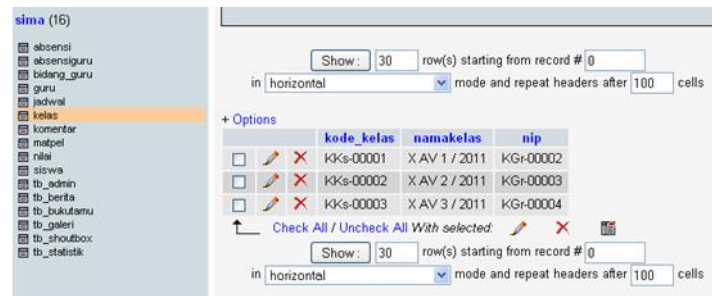 sima (16)
absensi
absensiguru
bidang_guru
guru
jadwal
kelas
komentar
matpel
nilai
siswa
tb_admin
tb_berita
tb_bukutamu
tb_galeri
tb_shoutbox
tb_statistik
Show : 30 row(s) starting from record # 0
in horizontal mode and repeat headers after 100 cells
+ Options
kode_kelas namakelas nip
KKs-00001 X AV 1 / 2011 KGr-00002
KKs-00002 X AV 2 / 2011 KGr-00003
KKs-00003 X AV 3 / 2011 KGr-00004
Check All / Uncheck All With selected:
Show : 30 row(s) starting from record # 0
in horizontal mode and repeat headers after 100 cells